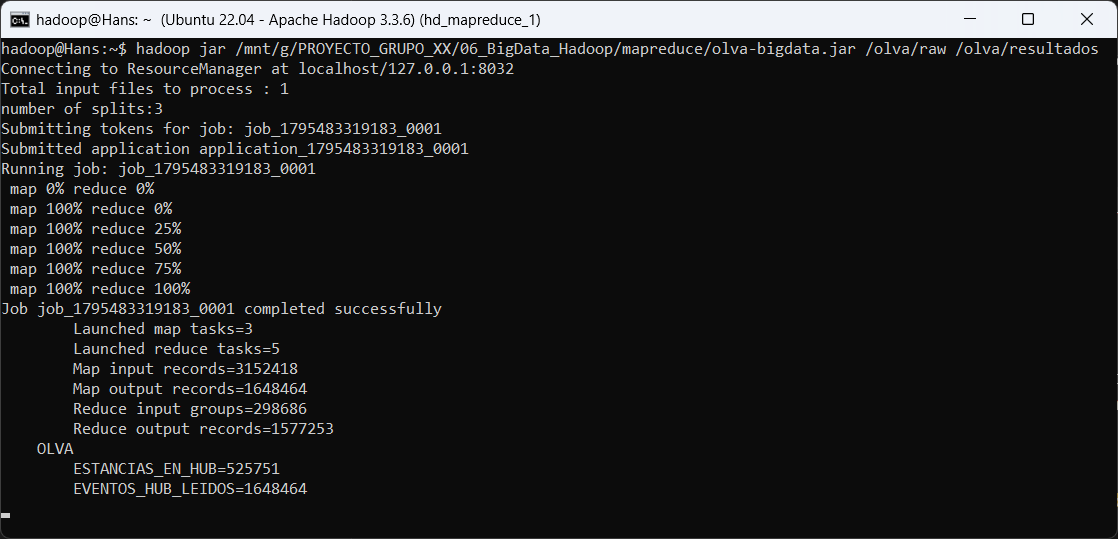 hadoop@Hans: ~  (Ubuntu 22.04 - Apache Hadoop 3.3.6) (hd_mapreduce_1)
hadoop@Hans:~$ hadoop jar /mnt/g/PROYECTO_GRUPO_XX/06_BigData_Hadoop/mapreduce/olva-bigdata.jar /olva/raw /olva/resultados
Connecting to ResourceManager at localhost/127.0.0.1:8032
Total input files to process : 1
number of splits:3
Submitting tokens for job: job_1795483319183_0001
Submitted application application_1795483319183_0001
Running job: job_1795483319183_0001
 map 0% reduce 0%
 map 100% reduce 0%
 map 100% reduce 25%
 map 100% reduce 50%
 map 100% reduce 75%
 map 100% reduce 100%
Job job_1795483319183_0001 completed successfully
        Launched map tasks=3
        Launched reduce tasks=5
        Map input records=3152418
        Map output records=1648464
        Reduce input groups=298686
        Reduce output records=1577253
    OLVA
        ESTANCIAS_EN_HUB=525751
        EVENTOS_HUB_LEIDOS=1648464